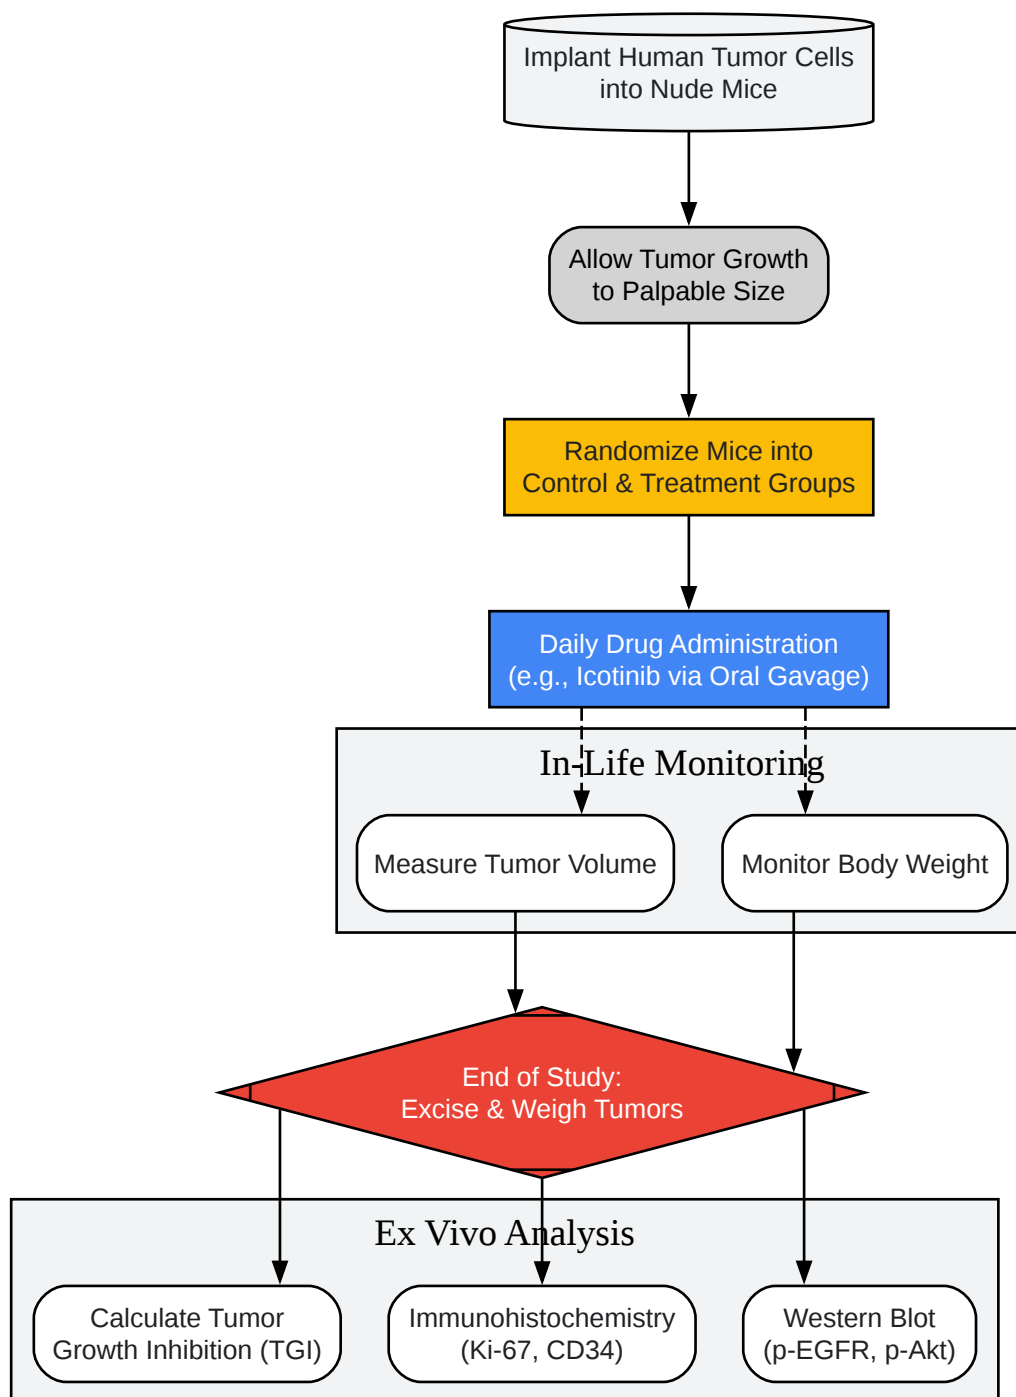 Implant Human Tumor Cells
into Nude Mice
Allow Tumor Growth
to Palpable Size
Randomize Mice into
Control & Treatment Groups
Daily Drug Administration
(e.g., Icotinib via Oral Gavage)
In-Life Monitoring
Measure Tumor Volume
Monitor Body Weight
End of Study:
Excise & Weigh Tumors
Ex Vivo Analysis
Calculate Tumor
Growth Inhibition (TGI)
Immunohistochemistry
(Ki-67, CD34)
Western Blot
(p-EGFR, p-Akt)